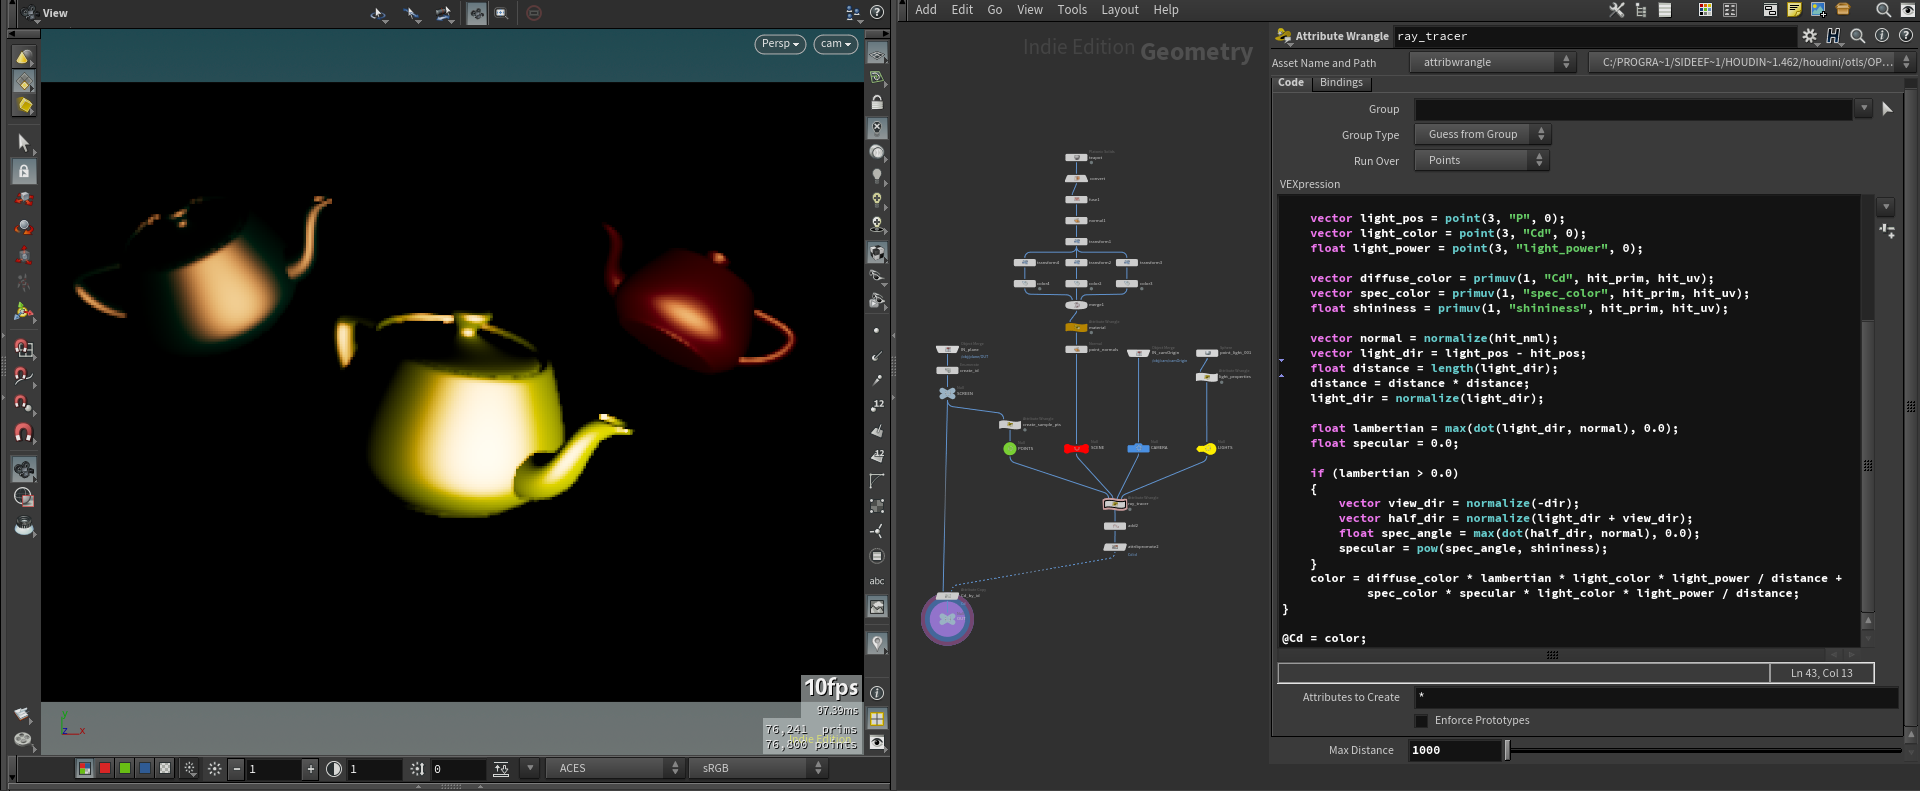 View
Persp
cam
10fps
97.39ms
76,241 prims
76,800 points
1
1
0
ACES
sRGB
12
12
abc
Add Edit Go View Tools Layout Help
Indie Edition Geometry
SCREEN
POINTS
SCENE
CAMERA
LIGHTS
Attribute Wrangle ray_tracer
Asset Name and Path attribwrangle C:/PROGRA~1/SIDEEF~1/HOUDIN~1.462/houdini/otls/OP...
Code Bindings
Group
Group Type Guess from Group
Run Over Points
VEXpression
vector light_pos = point(3, "P", 0);
vector light_color = point(3, "Cd", 0);
float light_power = point(3, "light_power", 0);
vector diffuse_color = primuv(1, "Cd", hit_prim, hit_uv);
vector spec_color = primuv(1, "spec_color", hit_prim, hit_uv);
float shininess = primuv(1, "shininess", hit_prim, hit_uv);
vector normal = normalize(hit_nml);
vector light_dir = light_pos - hit_pos;
float distance = length(light_dir);
distance = distance * distance;
light_dir = normalize(light_dir);
float lambertian = max(dot(light_dir, normal), 0.0);
float specular = 0.0;
if (lambertian > 0.0)
{
vector view_dir = normalize(-dir);
vector half_dir = normalize(light_dir + view_dir);
float spec_angle = max(dot(half_dir, normal), 0.0);
specular = pow(spec_angle, shininess);
}
color = diffuse_color * lambertian * light_color * light_power / distance +
spec_color * specular * light_color * light_power / distance;
}
@Cd = color;
Ln 43, Col 13
Attributes to Create *
Enforce Prototypes
Max Distance 1000